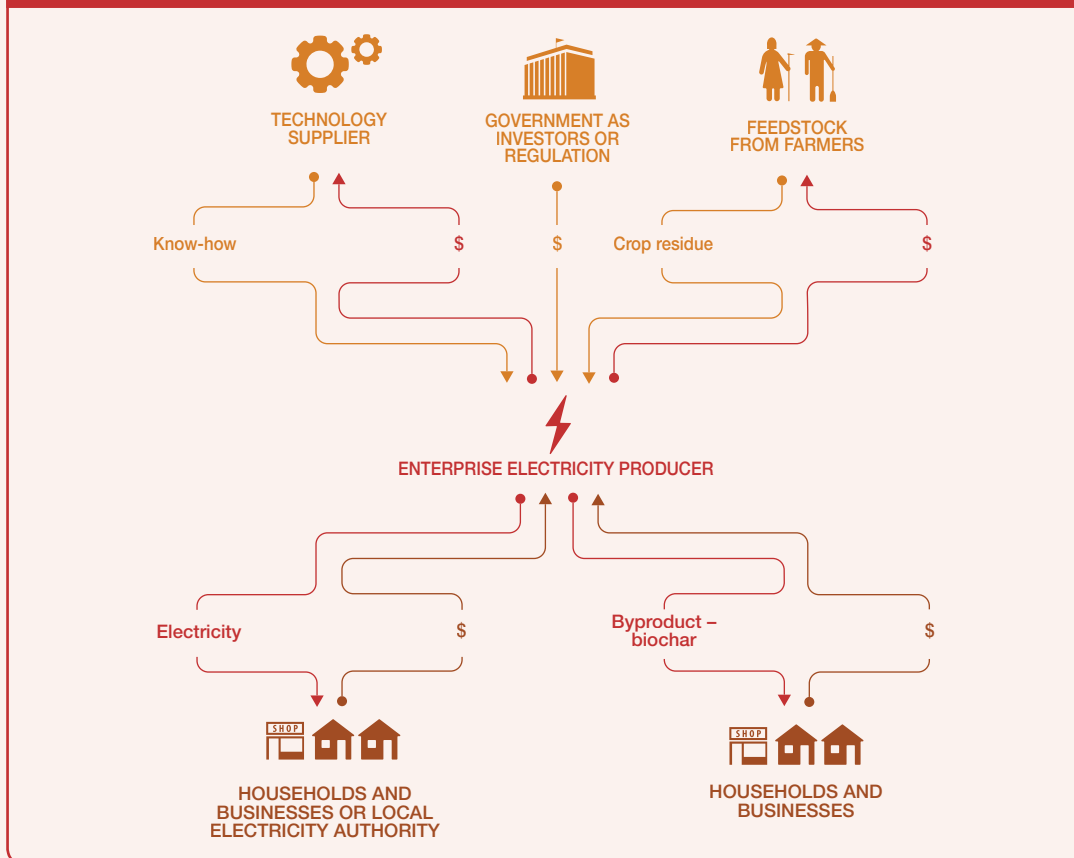 TECHNOLOGY
SUPPLIER
GOVERNMENT AS
INVESTORS OR
REGULATION
FEEDSTOCK
FROM FARMERS
Know-how
$
$
Crop residue
$
ENTERPRISE ELECTRICITY PRODUCER
Electricity
$
Byproduct –
biochar
$
SHOP
HOUSEHOLDS AND
BUSINESSES OR LOCAL
ELECTRICITY AUTHORITY
SHOP
HOUSEHOLDS AND
BUSINESSES